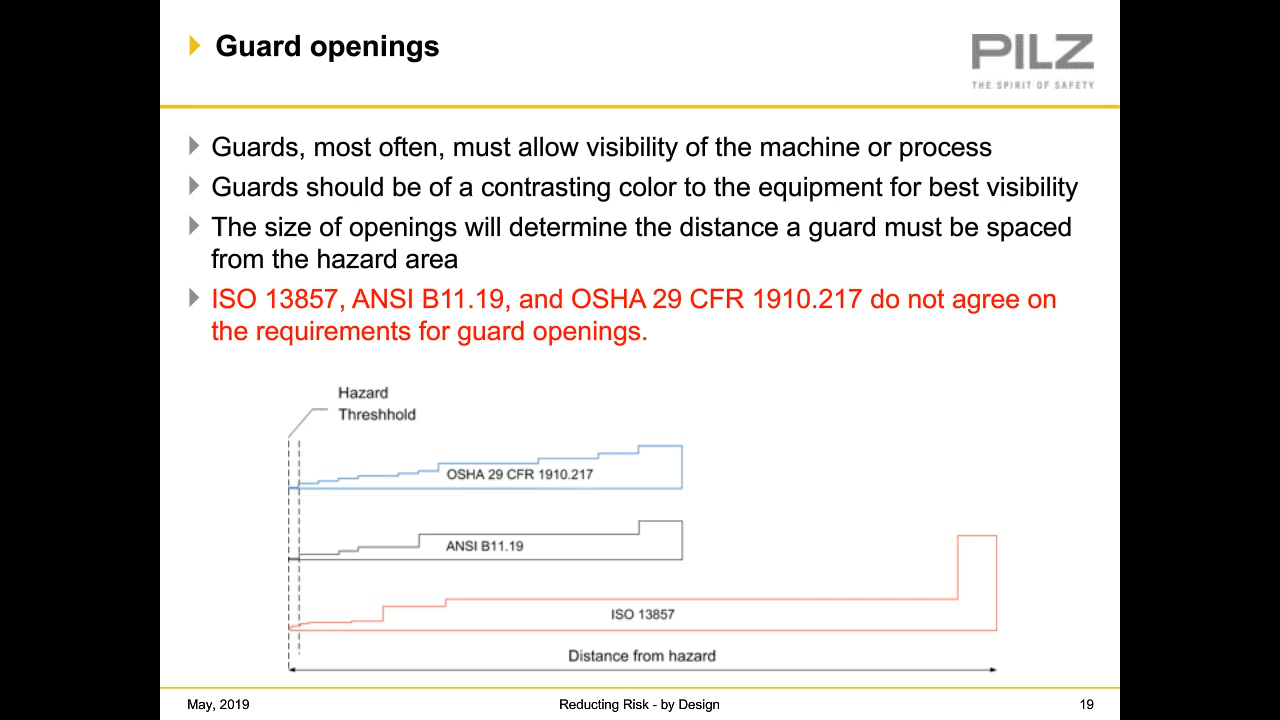 Guard openings
PILZ
THE SPIRIT OF SAFETY
Guards, most often, must allow visibility of the machine or process
Guards should be of a contrasting color to the equipment for best visibility
The size of openings will determine the distance a guard must be spaced
from the hazard area
ISO 13857, ANSI B11.19, and OSHA 29 CFR 1910.217 do not agree on
the requirements for guard openings.
Hazard
Threshhold
OSHA 29 CFR 1910.217
ANSI B11.19
ISO 13857
Distance from hazard
May, 2019
Reducting Risk - by Design
19